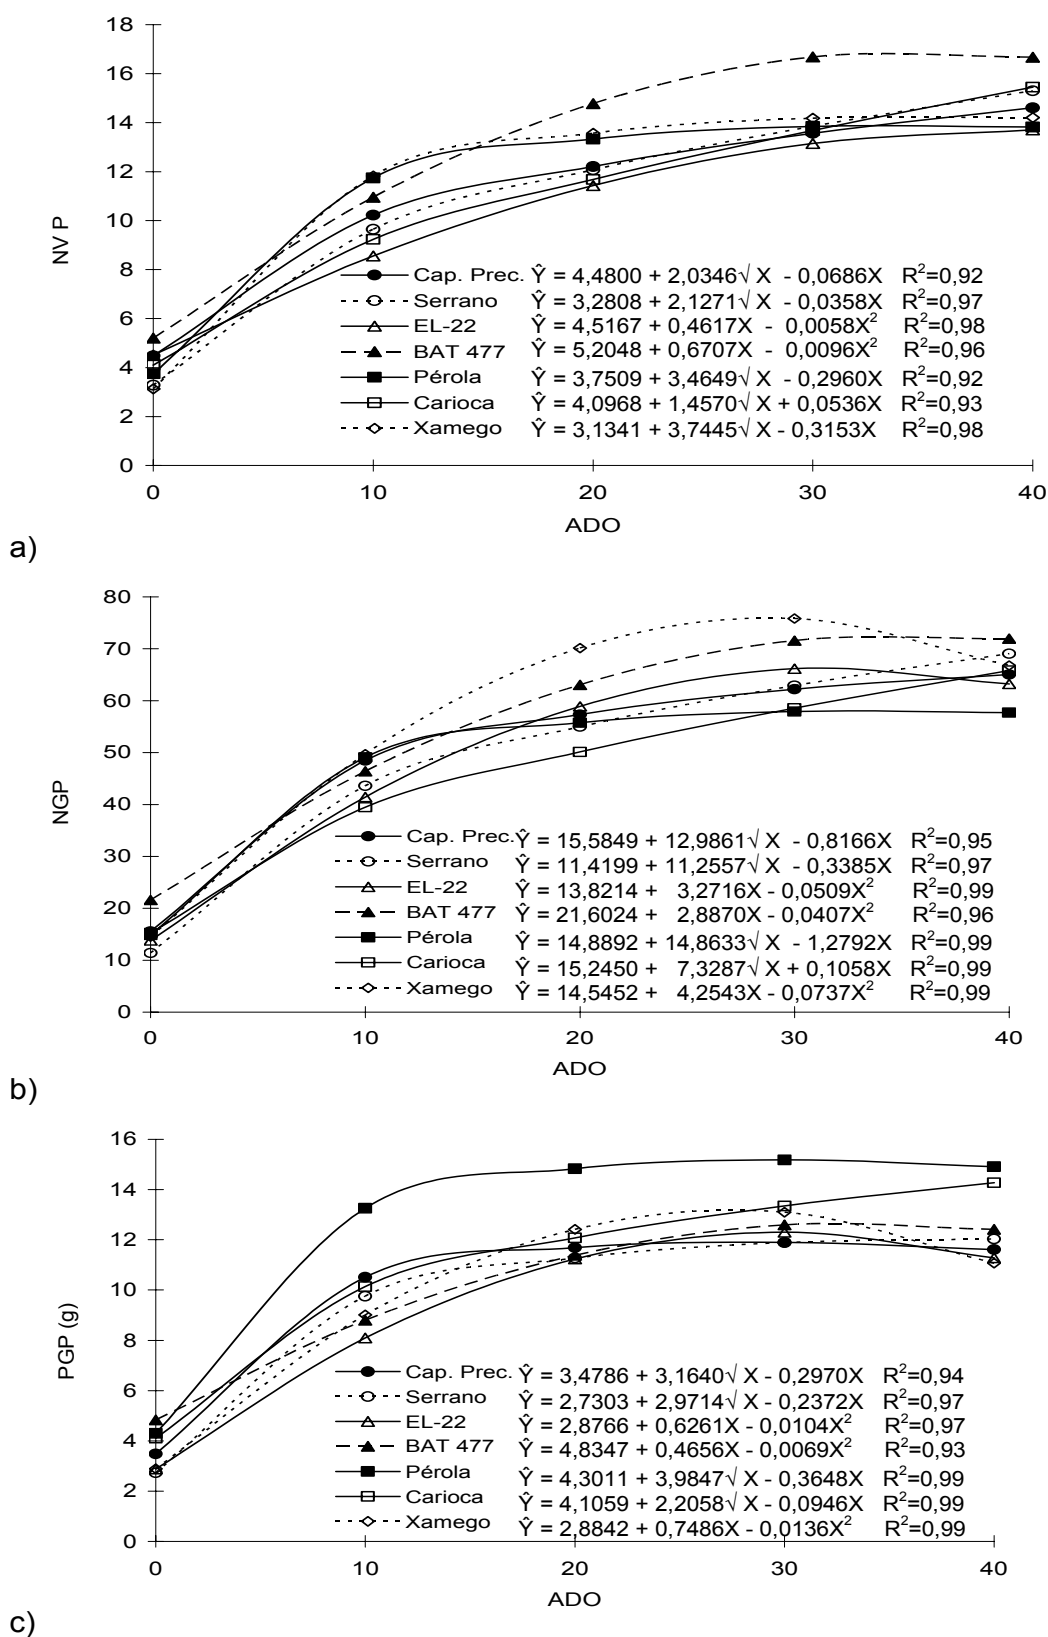 18
16
14
12
10
8
6
4
2
0
NV P
Cap. Prec. Ŷ = 4,4800 + 2,0346√ X - 0,0686X R²=0,92
Serrano Ŷ = 3,2808 + 2,1271√ X - 0,0358X R²=0,97
EL-22 Ŷ = 4,5167 + 0,4617X - 0,0058X² R²=0,98
BAT 477 Ŷ = 5,2048 + 0,6707X - 0,0096X² R²=0,96
Pérola Ŷ = 3,7509 + 3,4649√ X - 0,2960X R²=0,92
Carioca Ŷ = 4,0968 + 1,4570√ X + 0,0536X R²=0,93
Xamego Ŷ = 3,1341 + 3,7445√ X - 0,3153X R²=0,98
0 10 20 30 40
ADO
a)
80
70
60
50
40
30
20
10
0
NGP
Cap. Prec. Ŷ = 15,5849 + 12,9861√ X - 0,8166X R²=0,95
Serrano Ŷ = 11,4199 + 11,2557√ X - 0,3385X R²=0,97
EL-22 Ŷ = 13,8214 + 3,2716X - 0,0509X² R²=0,99
BAT 477 Ŷ = 21,6024 + 2,8870X - 0,0407X² R²=0,96
Pérola Ŷ = 14,8892 + 14,8633√ X - 1,2792X R²=0,99
Carioca Ŷ = 15,2450 + 7,3287√ X + 0,1058X R²=0,99
Xamego Ŷ = 14,5452 + 4,2543X - 0,0737X² R²=0,99
0 10 20 30 40
ADO
b)
16
14
12
10
8
6
4
2
0
PGP (g)
Cap. Prec. Ŷ = 3,4786 + 3,1640√ X - 0,2970X R²=0,94
Serrano Ŷ = 2,7303 + 2,9714√ X - 0,2372X R²=0,97
EL-22 Ŷ = 2,8766 + 0,6261X - 0,0104X² R²=0,97
BAT 477 Ŷ = 4,8347 + 0,4656X - 0,0069X² R²=0,93
Pérola Ŷ = 4,3011 + 3,9847√ X - 0,3648X R²=0,99
Carioca Ŷ = 4,1059 + 2,2058√ X - 0,0946X R²=0,99
Xamego Ŷ = 2,8842 + 0,7486X - 0,0136X² R²=0,99
0 10 20 30 40
ADO
c)